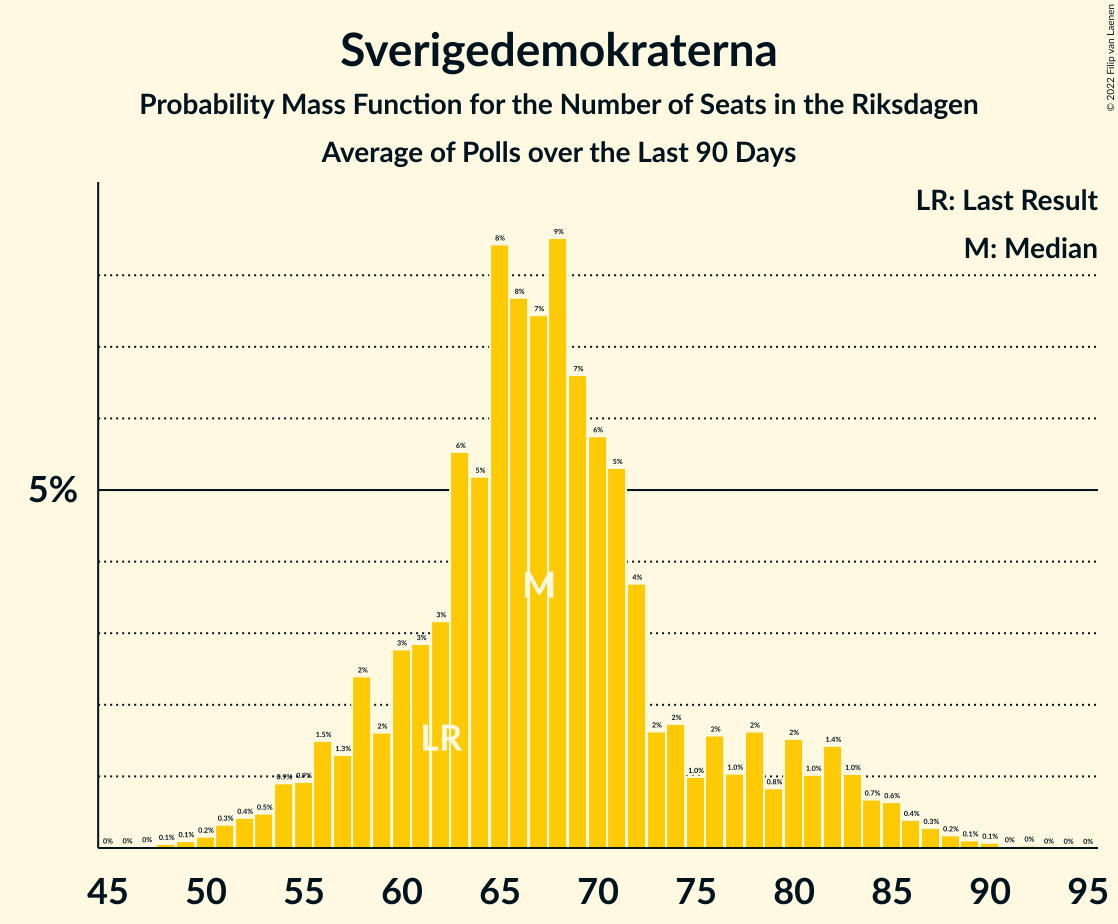 Sverigedemokraterna
Probability Mass Function for the Number of Seats in the Riksdagen
Average of Polls over the Last 90 Days
© 2022 Filip van Laenen
LR: Last Result
M: Median
5%
0% 0% 0% 0.1% 0.1% 0.2% 0.3% 0.4% 0.5% 0.9% 0.9% 1.5% 1.3% 2% 2% 3% 3% 3% 6% 5% 8% 8% 7% 9% 7% 6% 5% 4% 2% 2% 1.0% 2% 1.0% 2% 0.8% 2% 1.0% 1.4% 1.0% 0.7% 0.6% 0.4% 0.3% 0.2% 0.1% 0.1% 0% 0% 0% 0% 0%
M
LR
45 50 55 60 65 70 75 80 85 90 95